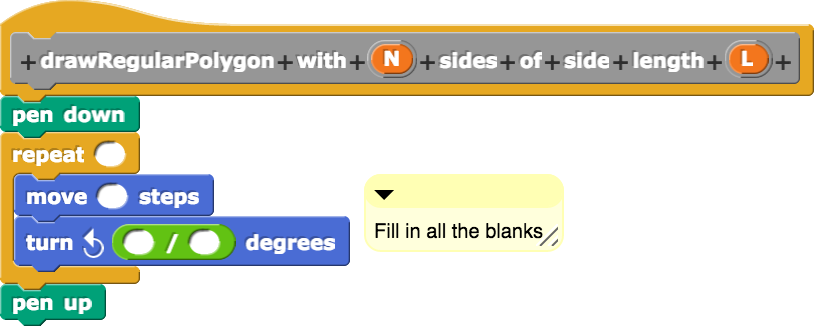 + drawRegularPolygon + with + N + sides + of + side + length + L +
pen down
repeat
move steps
turn / degrees
Fill in all the blanks
pen up